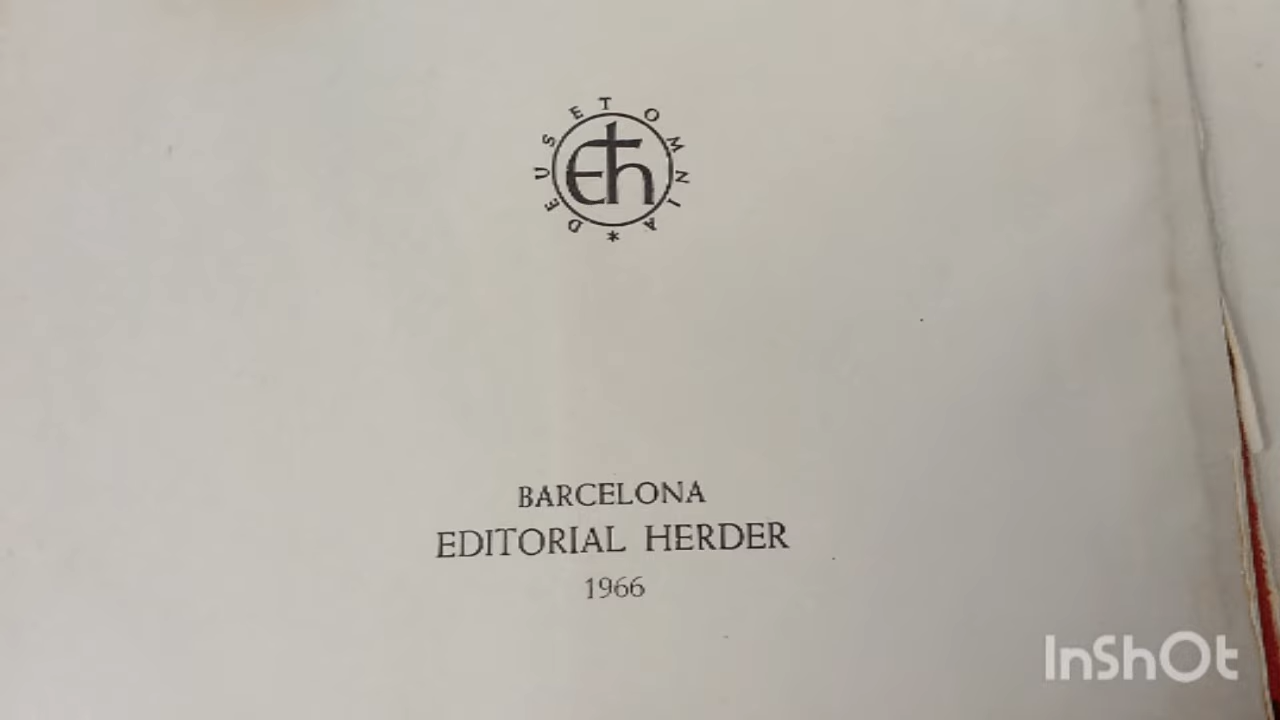 DEUS ET OMNIA *
Eh
BARCELONA
EDITORIAL HERDER
1966
InShOt